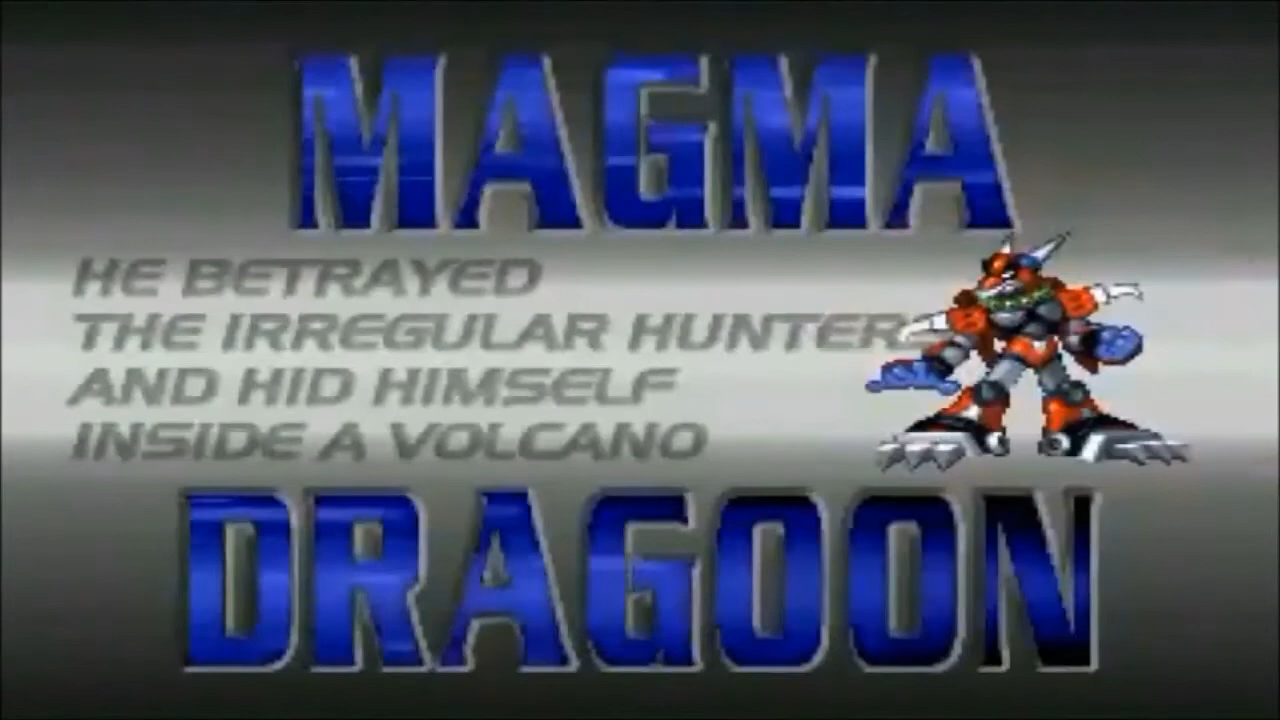 MAGMA
HE BETRAYED
THE IRREGULAR HUNTERS
AND HID HIMSELF
INSIDE A VOLCANO
DRAGOON